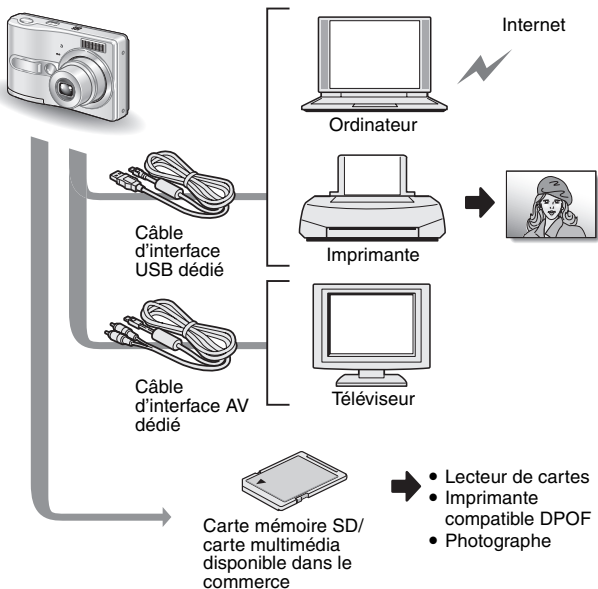 Internet
Ordinateur
Câble
d'interface
USB dédié
Imprimante
Câble
d'interface AV
dédié
Téléviseur
Carte mémoire SD/
carte multimédia
disponible dans le
commerce
• Lecteur de cartes
• Imprimante
compatible DPOF
• Photographe